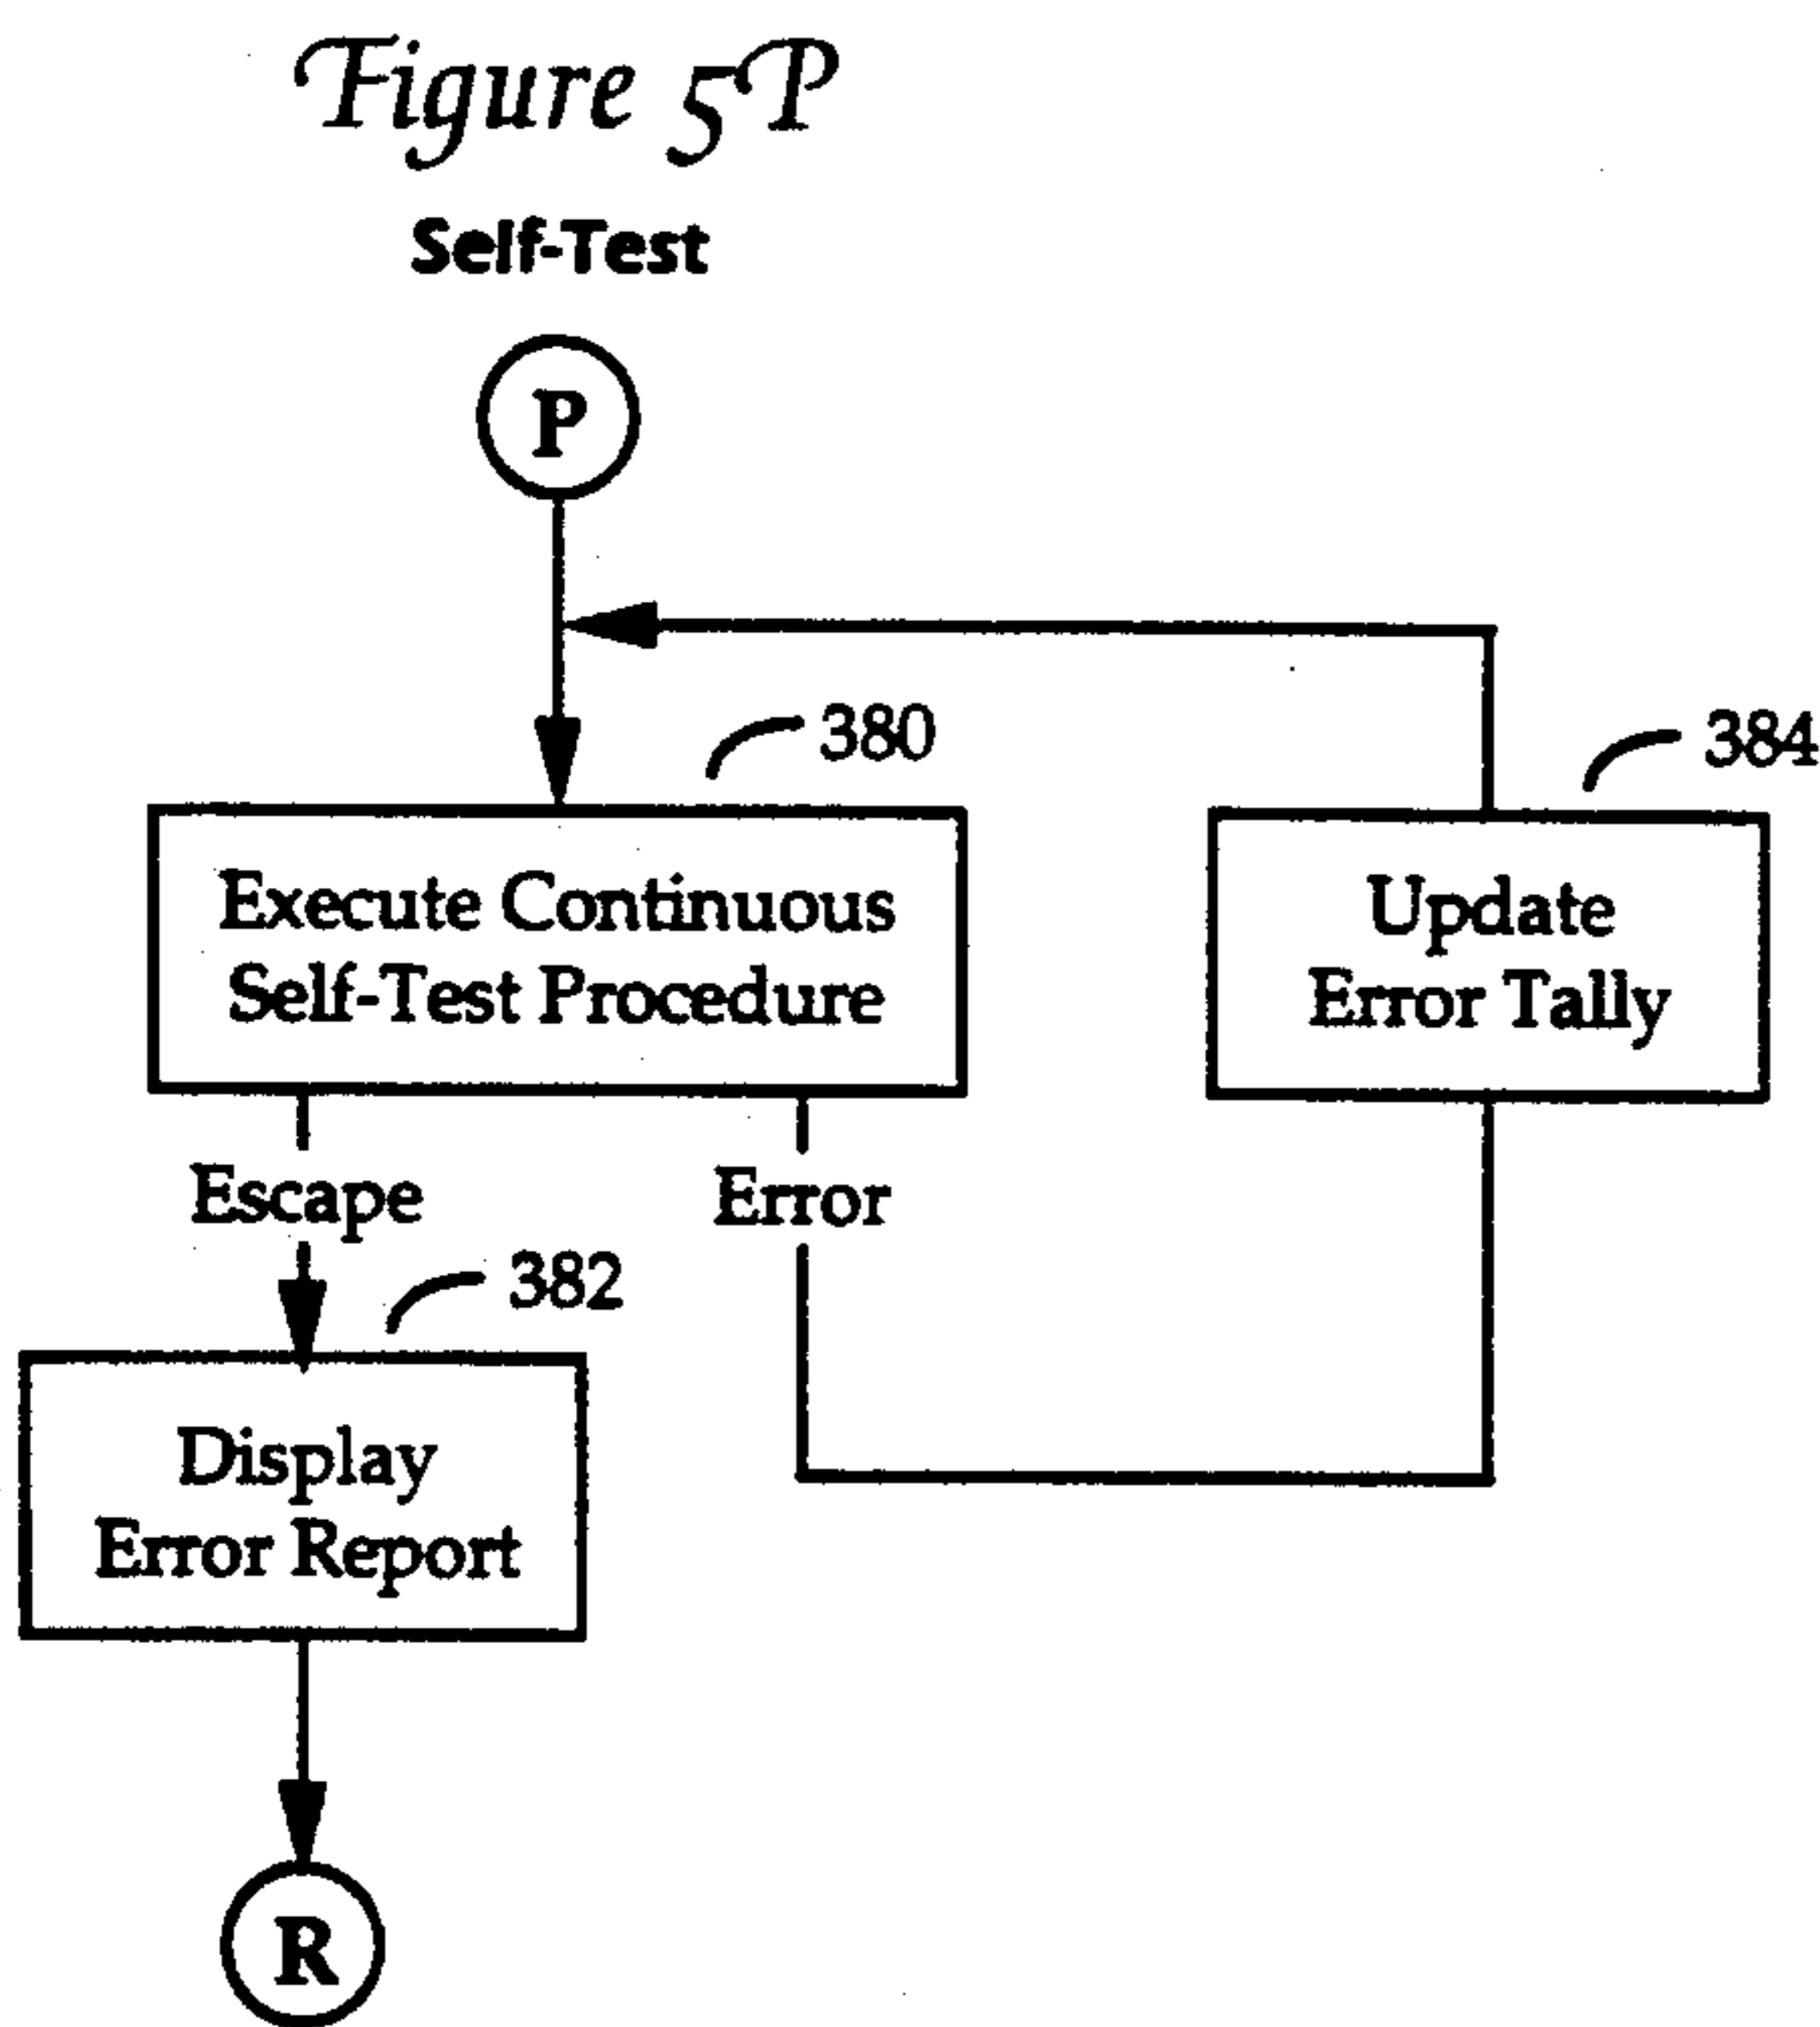 Figure 5P
Self-Test
P
380
384
Execute Continuous
Self-Test Procedure
Update
Error Tally
Escape
Error
382
Display
Error Report
R